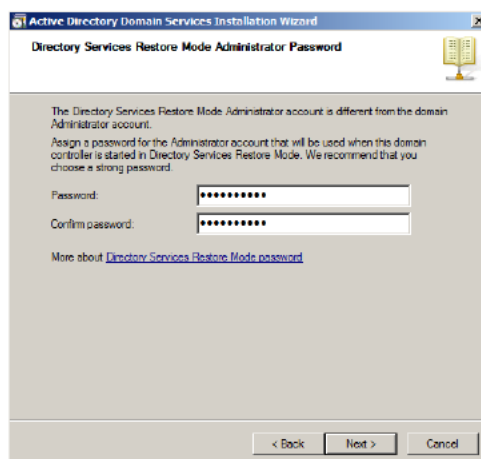 Active Directory Domain Services Installation Wizard
Directory Services Restore Mode Administrator Password
The Directory Services Restore Mode Administrator account is different from the domain
Administrator account.
Assign a password for the Administrator account that will be used when this domain
controller is started in Directory Services Restore Mode. We recommend that you
choose a strong password.
Password: ••••••••••
Confirm password: ••••••••••
More about Directory Services Restore Mode password
< Back Next > Cancel